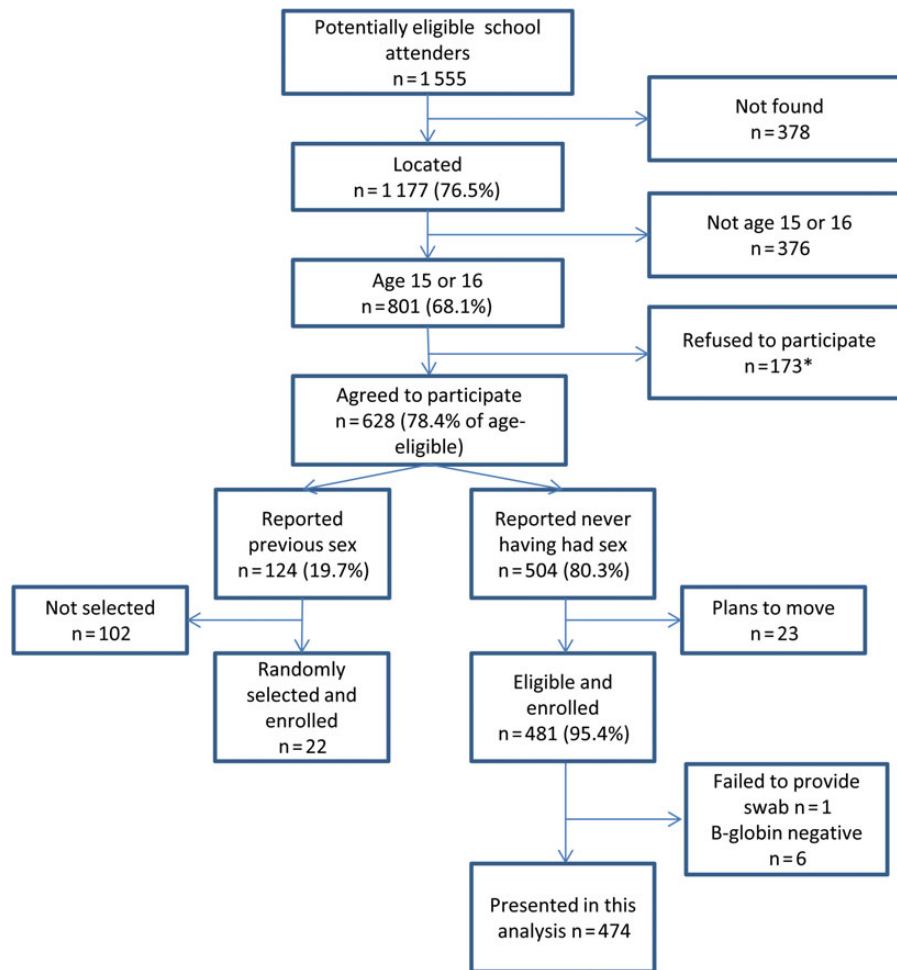 Potentially eligible school
attenders
n=1 555
Not found
n=378
Located
n=1 177 (76.5%)
Not age 15 or 16
n=376
Age 15 or 16
n=801 (68.1%)
Refused to participate
n=173*
Agreed to participate
n=628 (78.4% of age-
eligible)
Reported
previous sex
n=124 (19.7%)
Reported never
having had sex
n=504 (80.3%)
Not selected
n=102
Plans to move
n=23
Randomly
selected and
enrolled
n=22
Eligible and
enrolled
n=481 (95.4%)
Failed to provide
swab n=1
B-globin negative
n=6
Presented in this
analysis n=474